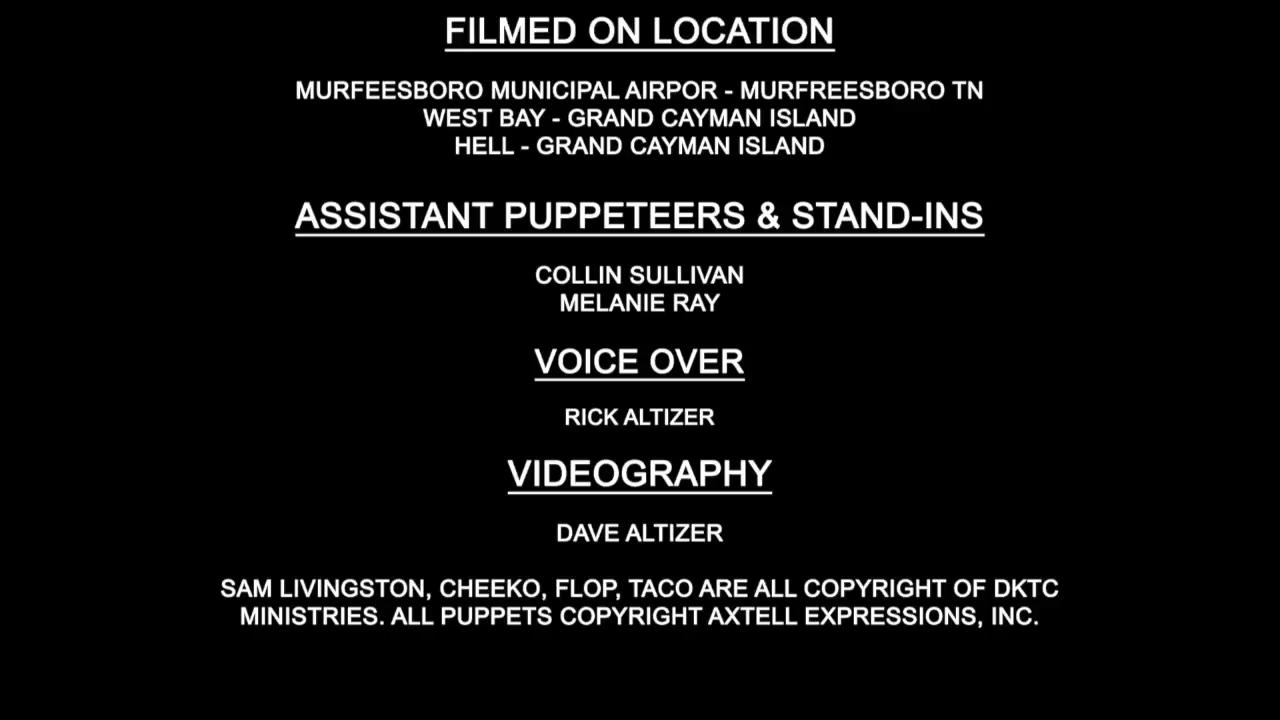 FILMED ON LOCATION
MURFEESBORO MUNICIPAL AIRPOR - MURFREESBORO TN
WEST BAY - GRAND CAYMAN ISLAND
HELL - GRAND CAYMAN ISLAND
ASSISTANT PUPPETEERS & STAND-INS
COLLIN SULLIVAN
MELANIE RAY
VOICE OVER
RICK ALTIZER
VIDEOGRAPHY
DAVE ALTIZER
SAM LIVINGSTON, CHEEKO, FLOP, TACO ARE ALL COPYRIGHT OF DKTC
MINISTRIES. ALL PUPPETS COPYRIGHT AXTELL EXPRESSIONS, INC.